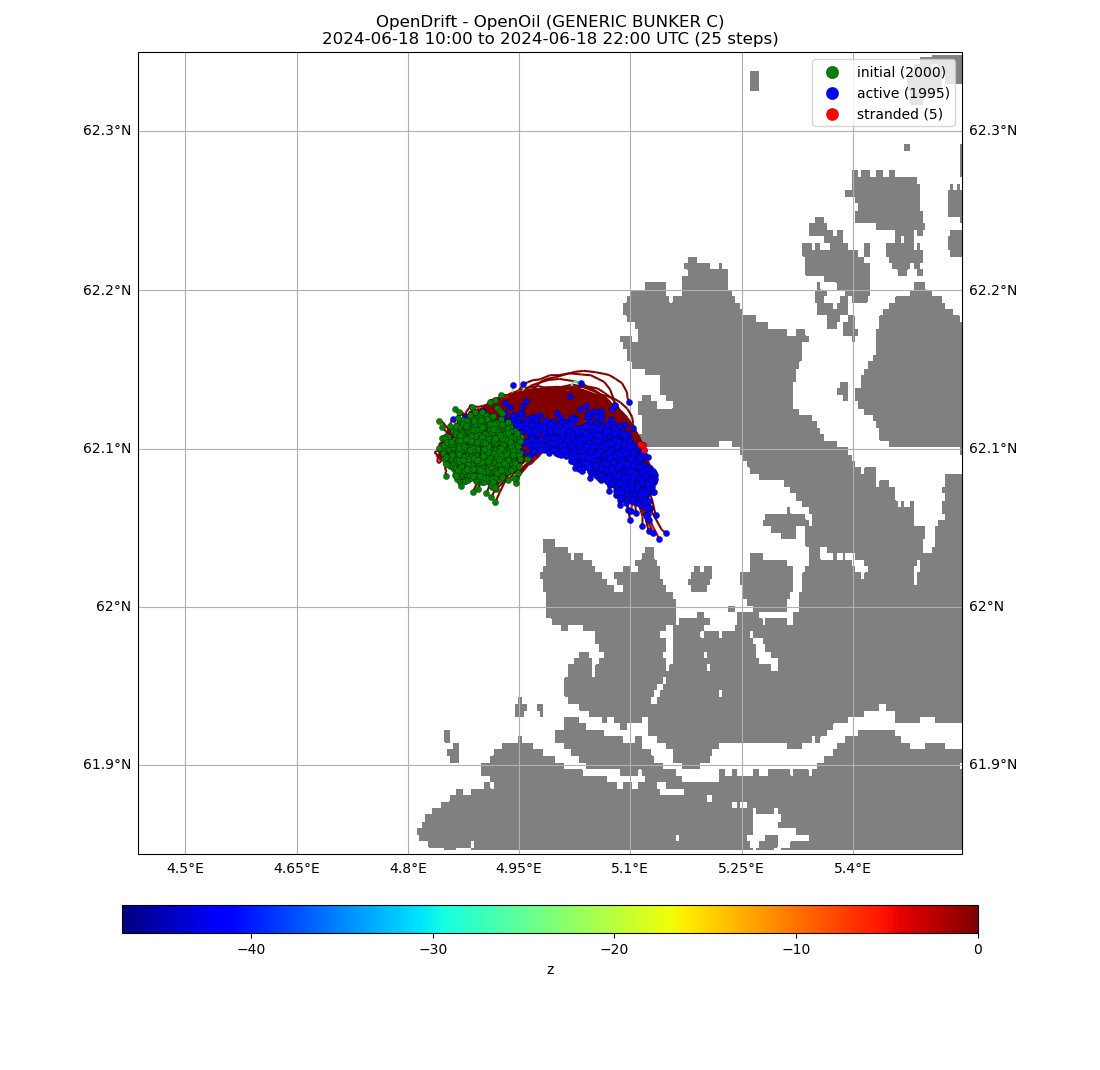 OpenDrift - OpenOil (GENERIC BUNKER C)
2024-06-18 10:00 to 2024-06-18 22:00 UTC (25 steps)
initial (2000)
active (1995)
stranded (5)
62.3°N 62.3°N
62.2°N 62.2°N
62.1°N 62.1°N
62°N 62°N
61.9°N 61.9°N
4.5°E 4.65°E 4.8°E 4.95°E 5.1°E 5.25°E 5.4°E
−40 −30 −20 −10 0
z